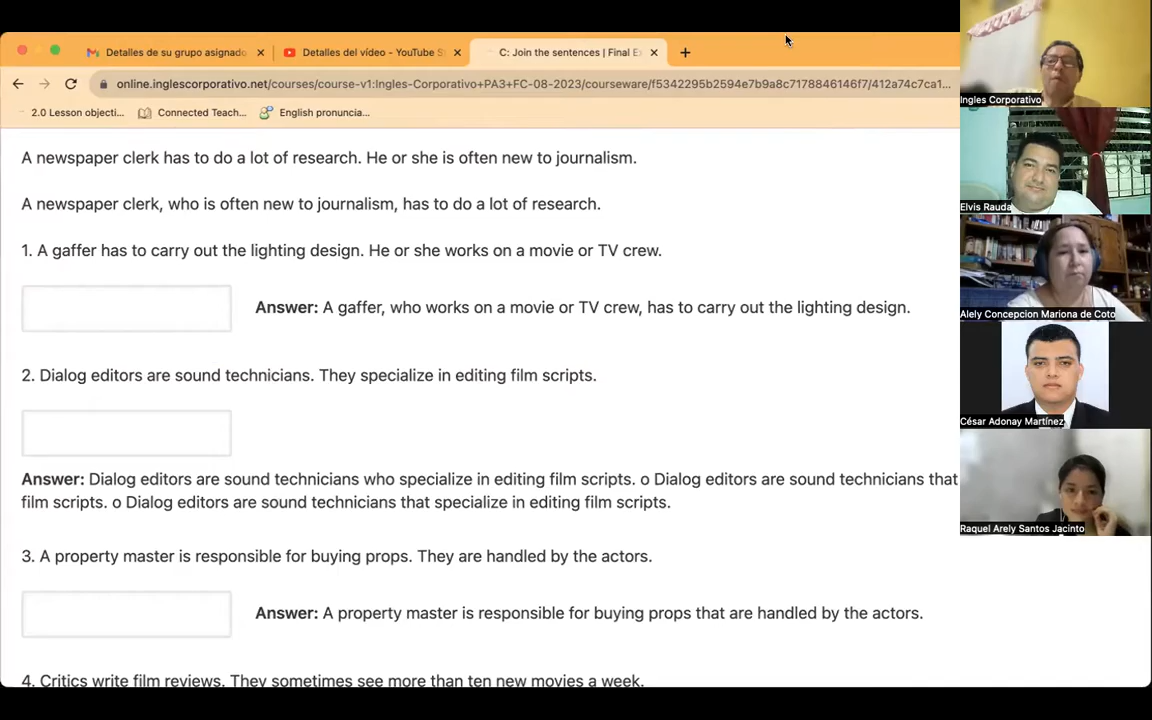 Detalles de su grupo asignado
Detalles del vídeo - YouTube S
C: Join the sentences | Final E
online.inglescorporativo.net/courses/course-v1:Ingles-Corporativo+PA3+FC-08-2023/courseware/f5342295b2594e7b9a8c7178846146f7/412a74c7ca1...
2.0 Lesson objecti...
Connected Teach...
English pronuncia...
A newspaper clerk has to do a lot of research. He or she is often new to journalism.
A newspaper clerk, who is often new to journalism, has to do a lot of research.
1. A gaffer has to carry out the lighting design. He or she works on a movie or TV crew.
Answer: A gaffer, who works on a movie or TV crew, has to carry out the lighting design.
2. Dialog editors are sound technicians. They specialize in editing film scripts.
Answer: Dialog editors are sound technicians who specialize in editing film scripts. o Dialog editors are sound technicians that
film scripts. o Dialog editors are sound technicians that specialize in editing film scripts.
3. A property master is responsible for buying props. They are handled by the actors.
Answer: A property master is responsible for buying props that are handled by the actors.
4. Critics write film reviews. They sometimes see more than ten new movies a week.
Ingles Corporativo
Elvis Rauda
Alely Concepcion Mariona de Coto
César Adonay Martínez
Raquel Arely Santos Jacinto